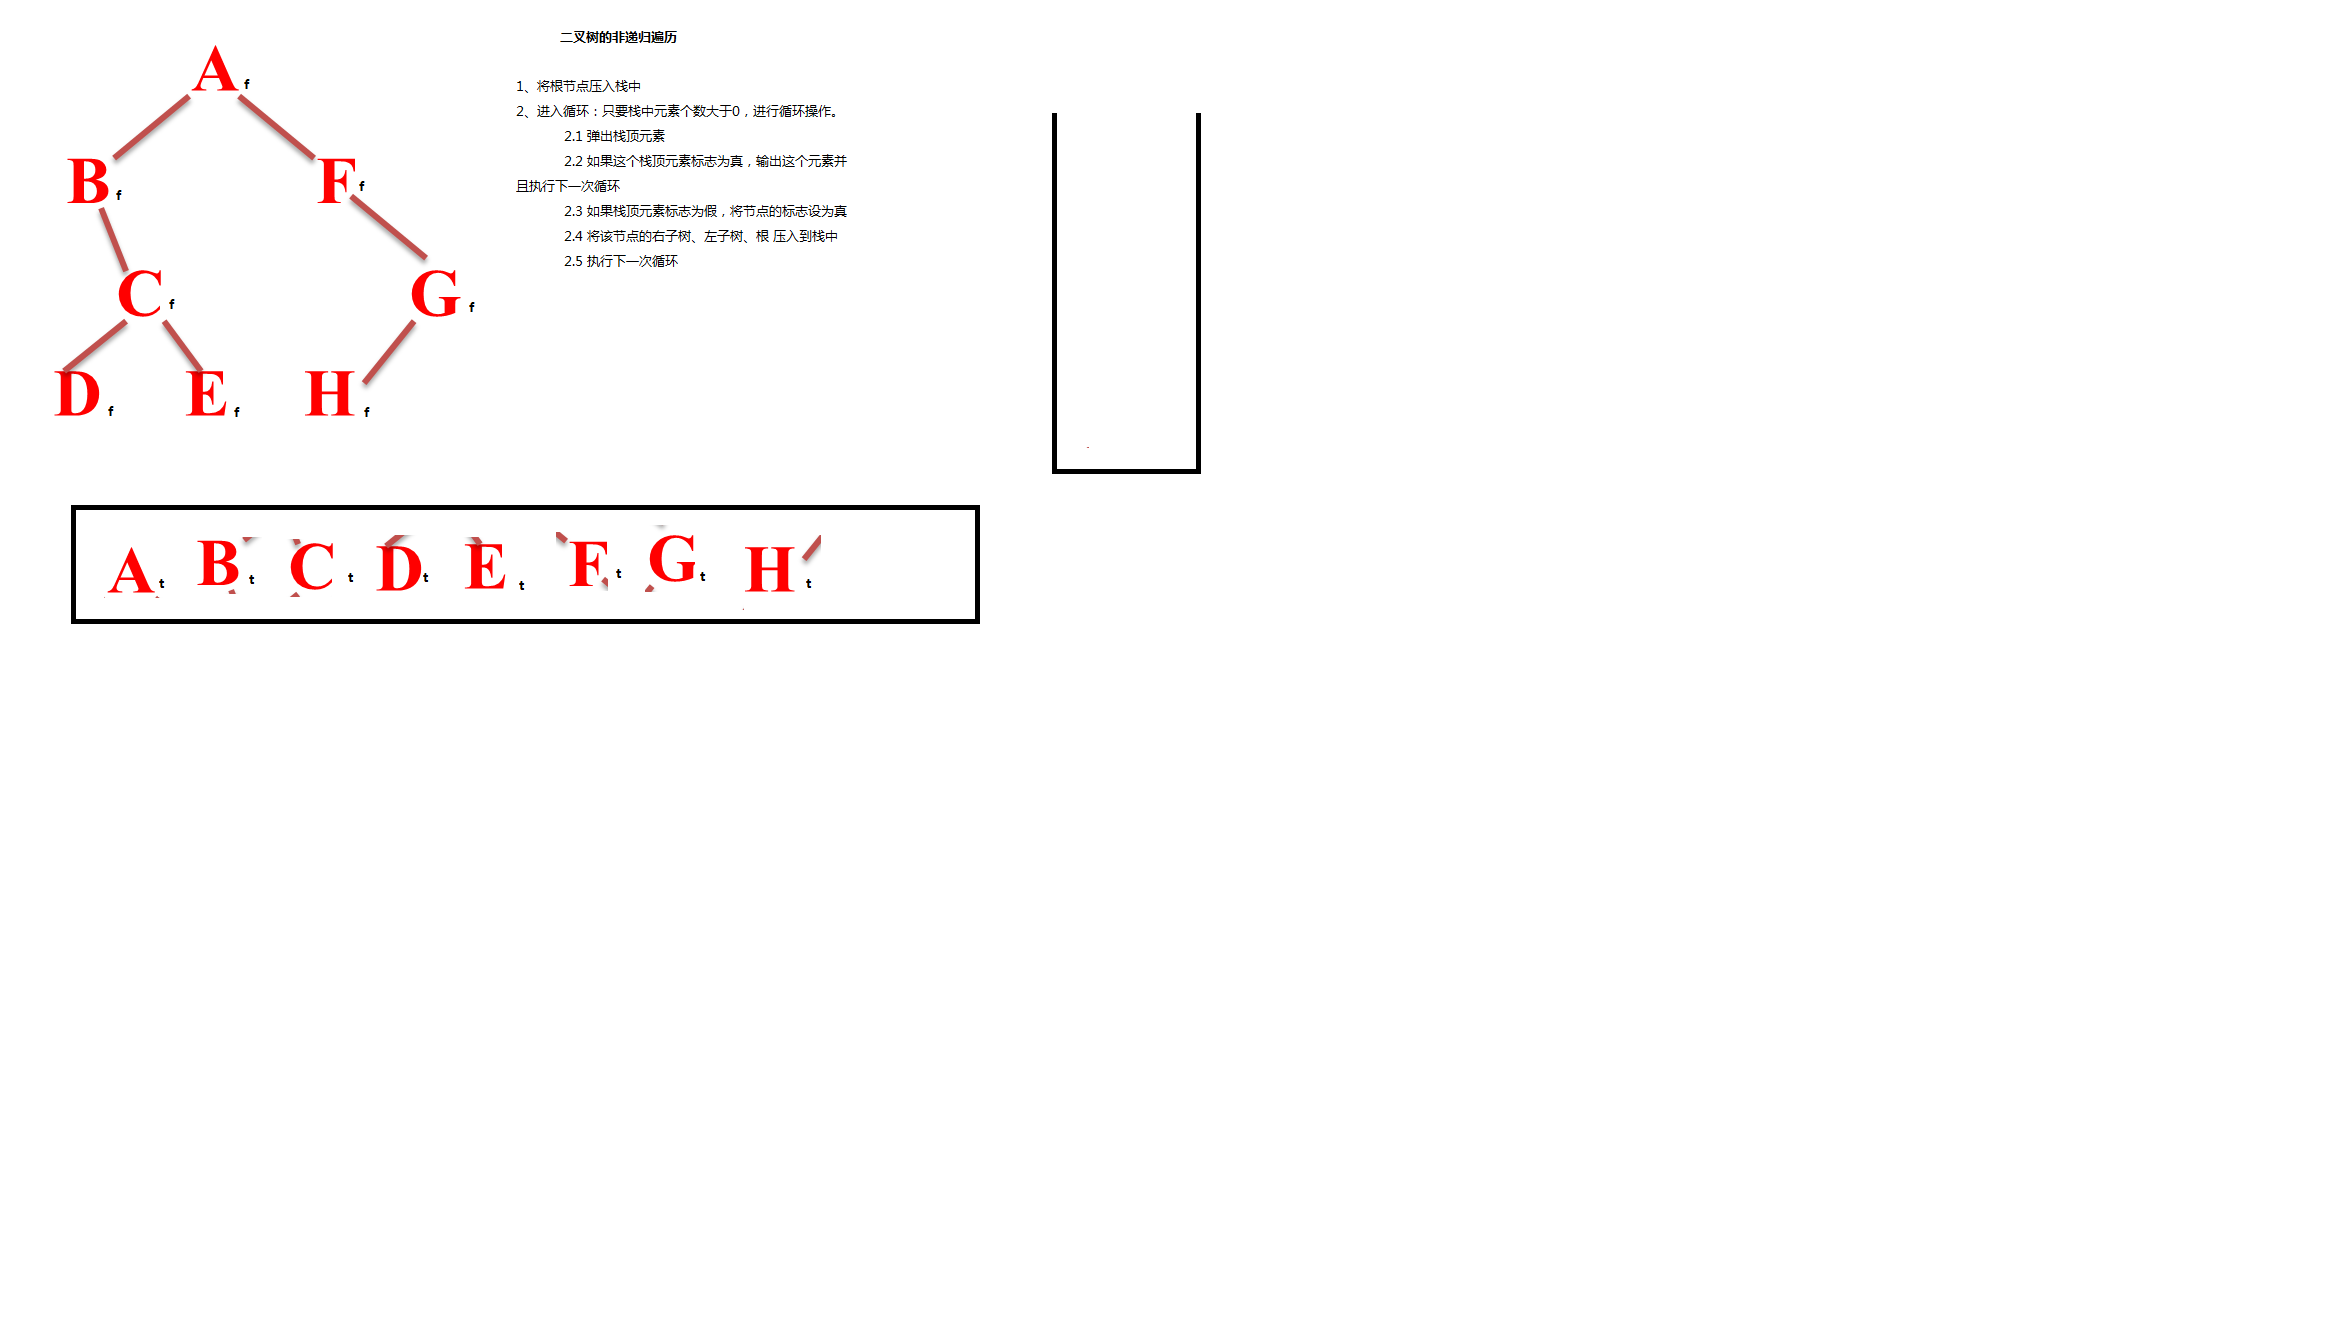 二叉树的非递归遍历
A f
1、将根节点压入栈中
2、进入循环：只要栈中元素个数大于0，进行循环操作。
2.1 弹出栈顶元素
2.2 如果这个栈顶元素标志为真，输出这个元素并
且执行下一次循环
2.3 如果栈顶元素标志为假，将节点的标志设为真
2.4 将该节点的右子树、左子树、根 压入到栈中
2.5 执行下一次循环
B f F f
C f G f
D f E f H f
A t B t C t D t E t F t G t H t